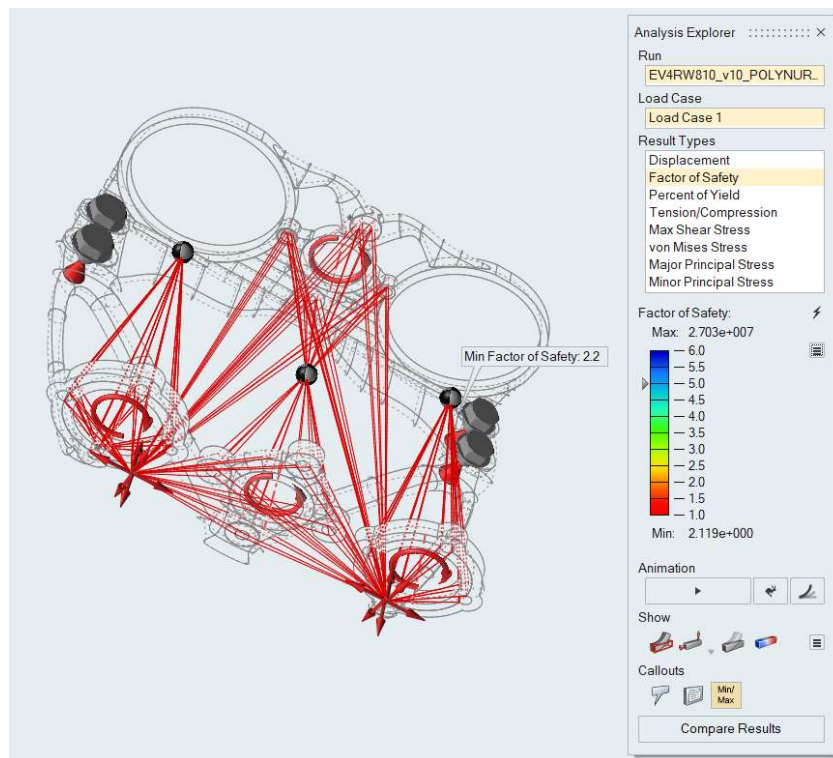 Analysis Explorer
Run
EV4RW810_v10_POLYNUR...
Load Case
Load Case 1
Result Types
Displacement
Factor of Safety
Percent of Yield
Tension/Compression
Max Shear Stress
von Mises Stress
Major Principal Stress
Minor Principal Stress
Factor of Safety:
Max: 2.703e+007
6.0
5.5
5.0
4.5
4.0
3.5
3.0
2.5
2.0
1.5
1.0
Min: 2.119e+000
Min Factor of Safety: 2.2
Animation
Show
Callouts
Min/
Max
Compare Results